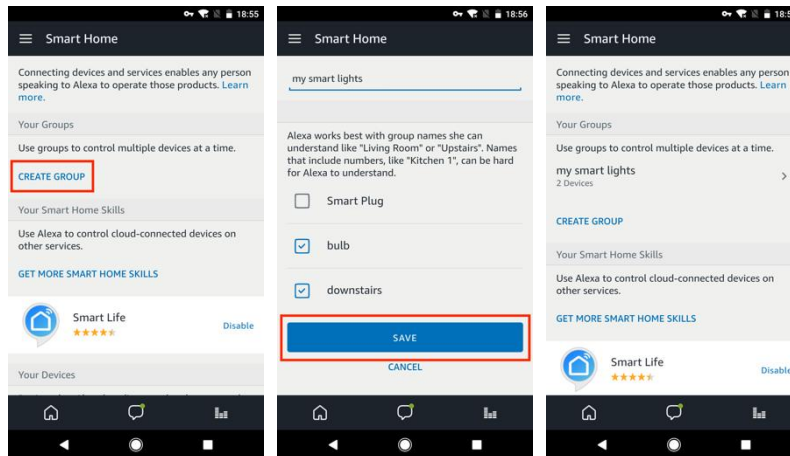 18:55
Smart Home
Connecting devices and services enables any person
speaking to Alexa to operate those products. Learn
more.
Your Groups
Use groups to control multiple devices at a time.
CREATE GROUP
Your Smart Home Skills
Use Alexa to control cloud-connected devices on
other services.
GET MORE SMART HOME SKILLS
Smart Life
Disable
Your Devices
18:56
Smart Home
my smart lights
Alexa works best with group names she can
understand like "Living Room" or "Upstairs". Names
that include numbers, like "Kitchen 1", can be hard
for Alexa to understand.
Smart Plug
bulb
downstairs
SAVE
CANCEL
Smart Home
Connecting devices and services enables any person
speaking to Alexa to operate those products. Learn
more.
Your Groups
Use groups to control multiple devices at a time.
my smart lights
2 Devices
CREATE GROUP
Your Smart Home Skills
Use Alexa to control cloud-connected devices on
other services.
GET MORE SMART HOME SKILLS
Smart Life
Disable